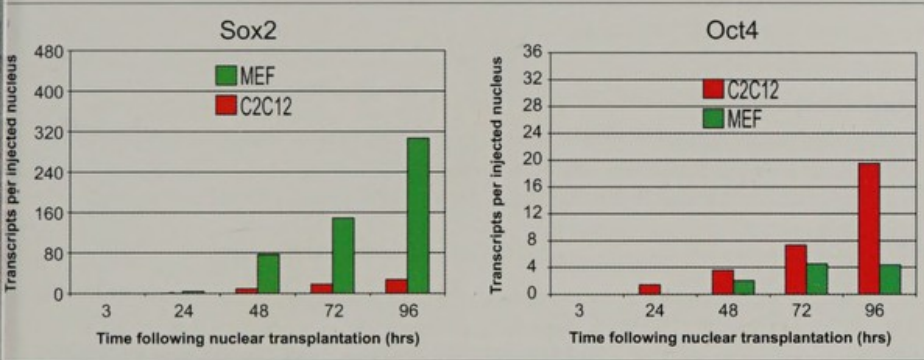 Sox2
Transcripts per injected nucleus
480
400
320
240
160
80
0
MEF
C2C12
3 24 48 72 96
Time following nuclear transplantation (hrs)
Oct4
Transcripts per injected nucleus
36
32
28
24
20
16
12
8
4
0
C2C12
MEF
3 24 48 72 96
Time following nuclear transplantation (hrs)